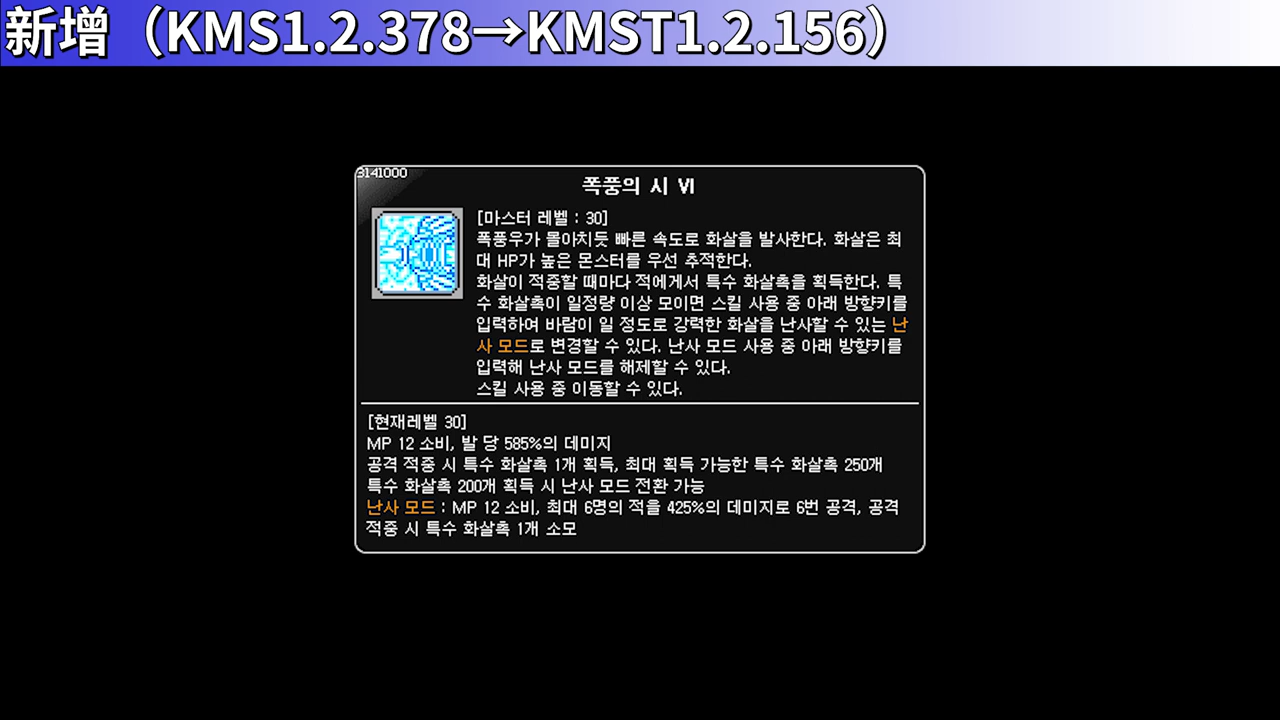 新增（KMS1.2.378→KMST1.2.156）
3141000
폭풍의 시 VI
[마스터 레벨 : 30]
폭풍우가 몰아치듯 빠른 속도로 화살을 발사한다. 화살은 최
대 HP가 높은 몬스터를 우선 추적한다.
화살이 적중할 때마다 적에게서 특수 화살촉을 획득한다. 특
수 화살촉이 일정량 이상 모이면 스킬 사용 중 아래 방향키를
입력하여 바람이 일 정도로 강력한 화살을 난사할 수 있는 난
사 모드로 변경할 수 있다. 난사 모드 사용 중 아래 방향키를
입력해 난사 모드를 해제할 수 있다.
스킬 사용 중 이동할 수 있다.
[현재레벨 30]
MP 12 소비, 발 당 585%의 데미지
공격 적중 시 특수 화살촉 1개 획득, 최대 획득 가능한 특수 화살촉 250개
특수 화살촉 200개 획득 시 난사 모드 전환 가능
난사 모드 : MP 12 소비, 최대 6명의 적을 425%의 데미지로 6번 공격, 공격
적중 시 특수 화살촉 1개 소모